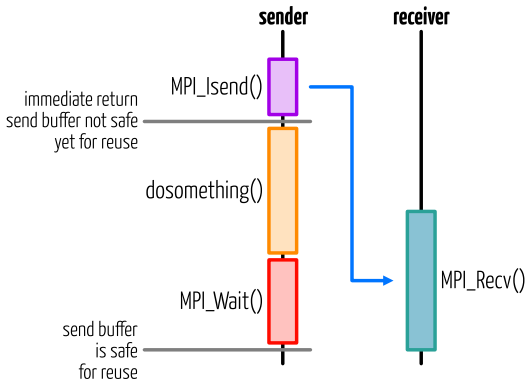 sender
receiver
MPI_Isend()
immediate return
send buffer not safe
yet for reuse
dosomething()
MPI_Recv()
MPI_Wait()
send buffer
is safe
for reuse